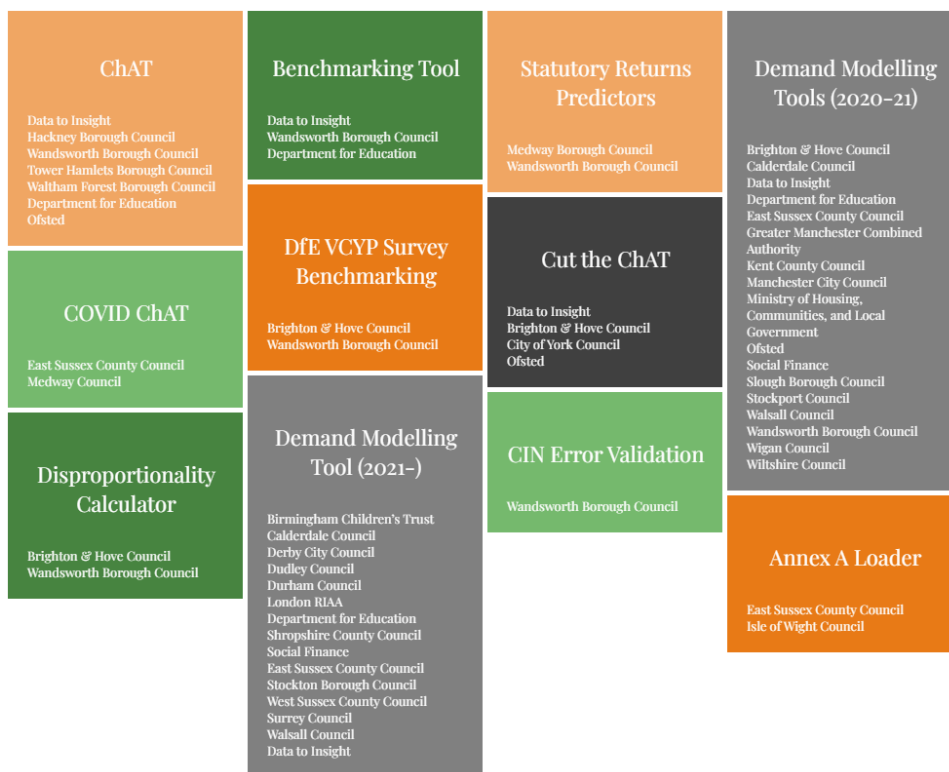 ChAT
Data to Insight
Hackney Borough Council
Wandsworth Borough Council
Tower Hamlets Borough Council
Waltham Forest Borough Council
Department for Education
Ofsted
COVID ChAT
East Sussex County Council
Medway Council
Disproportionality
Calculator
Brighton & Hove Council
Wandsworth Borough Council
Benchmarking Tool
Data to Insight
Wandsworth Borough Council
Department for Education
DfE VCYP Survey
Benchmarking
Brighton & Hove Council
Wandsworth Borough Council
Demand Modelling
Tool (2021-)
Birmingham Children’s Trust
Calderdale Council
Derby City Council
Dudley Council
Durham Council
London RIAA
Department for Education
Shropshire County Council
Social Finance
East Sussex County Council
Stockton Borough Council
West Sussex County Council
Surrey Council
Walsall Council
Data to Insight
Statutory Returns
Predictors
Medway Borough Council
Wandsworth Borough Council
Cut the ChAT
Data to Insight
Brighton & Hove Council
City of York Council
Ofsted
CIN Error Validation
Wandsworth Borough Council
Demand Modelling
Tools (2020-21)
Brighton & Hove Council
Calderdale Council
Data to Insight
Department for Education
East Sussex County Council
Greater Manchester Combined
Authority
Kent County Council
Manchester City Council
Ministry of Housing,
Communities, and Local
Government
Ofsted
Social Finance
Slough Borough Council
Stockport Council
Walsall Council
Wandsworth Borough Council
Wigan Council
Wiltshire Council
Annex A Loader
East Sussex County Council
Isle of Wight Council